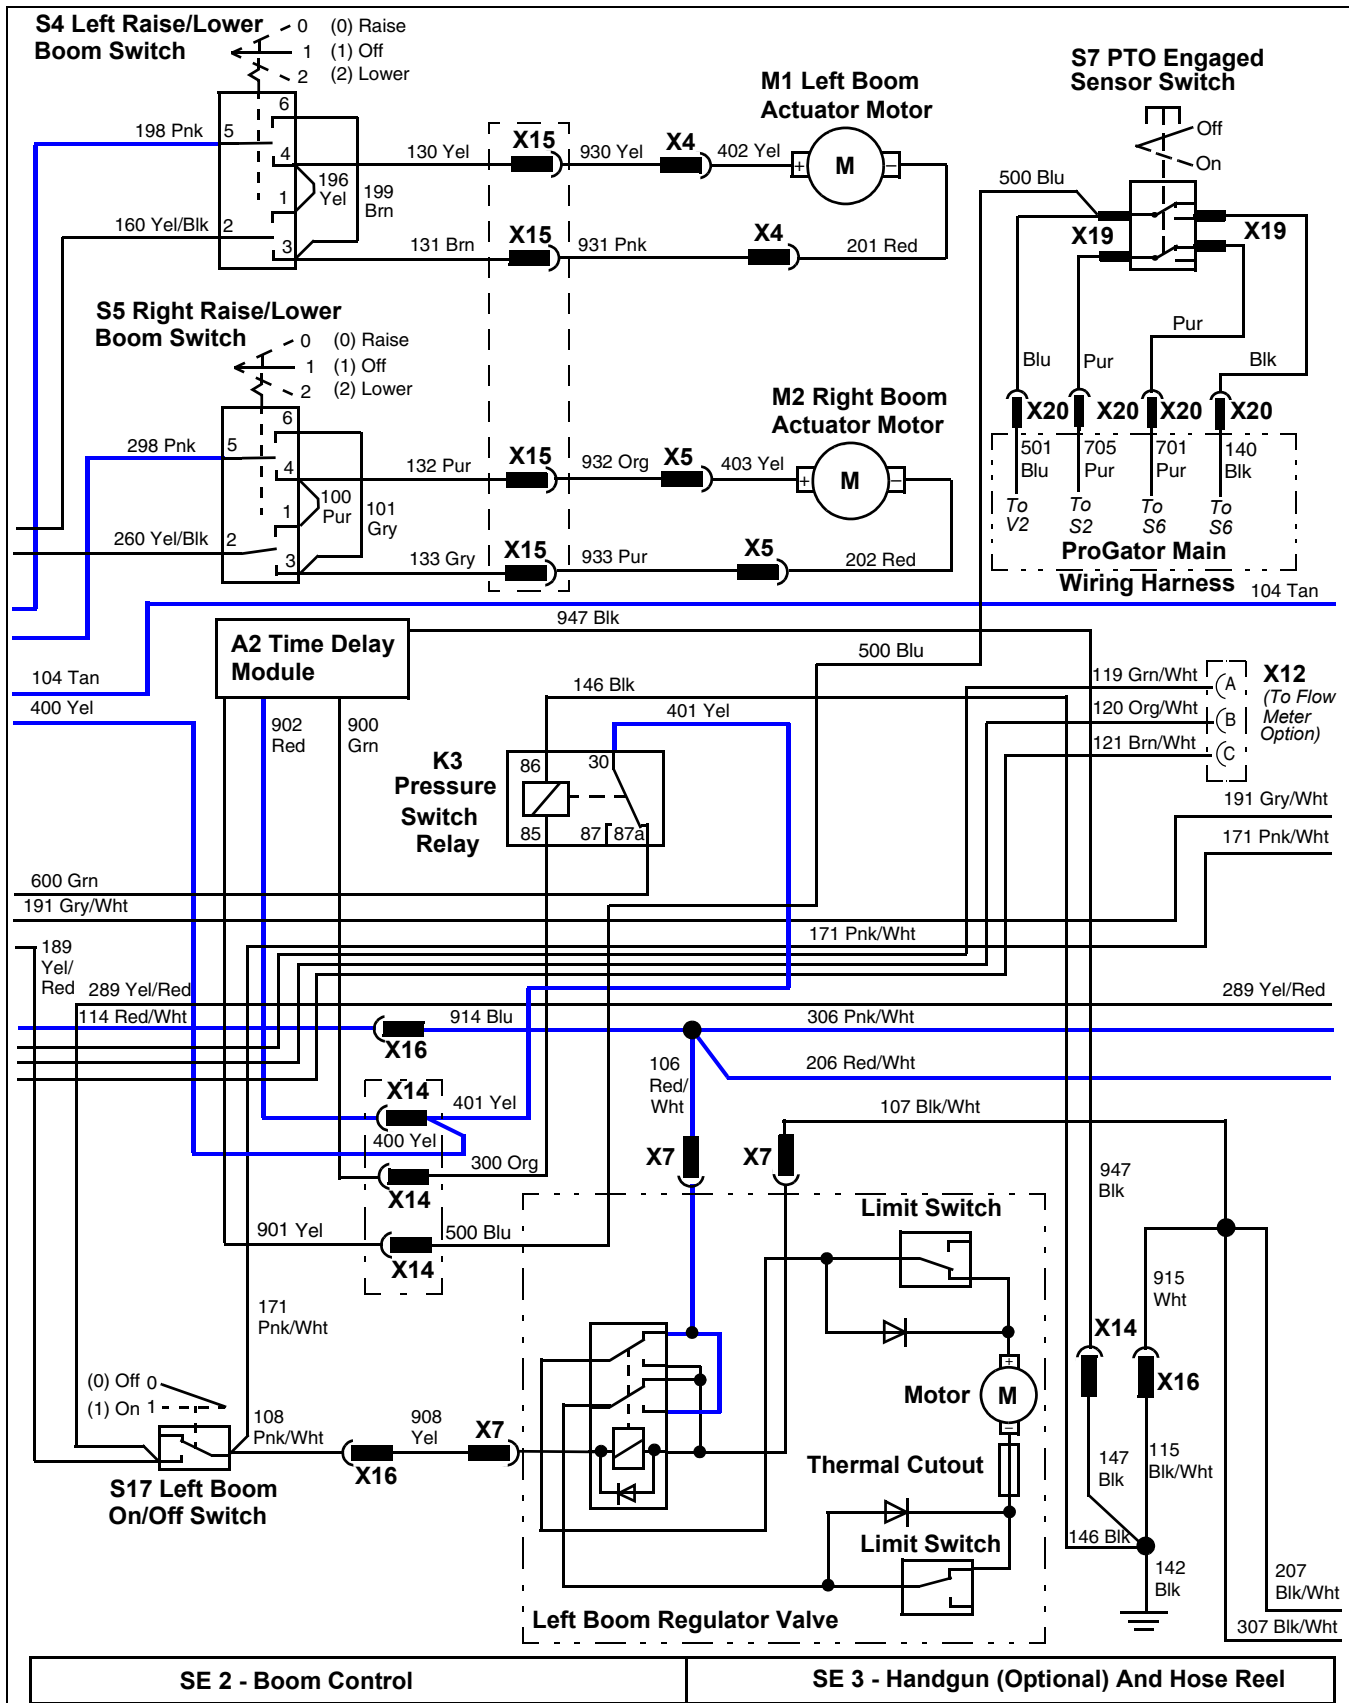 S4 Left Raise/Lower
Boom Switch
0 (0) Raise
1 (1) Off
2 (2) Lower
S7 PTO Engaged
Sensor Switch
Off
On
M1 Left Boom
Actuator Motor
198 Pnk
5
6
4
1
2
3
196
Yel
199
Brn
130 Yel
X15
930 Yel
X4
402 Yel
+
M
–
500 Blu
160 Yel/Blk
131 Brn
X15
931 Pnk
X4
201 Red
X19
X19
S5 Right Raise/Lower
Boom Switch
0 (0) Raise
1 (1) Off
2 (2) Lower
Pur
Blu
Pur
Blk
M2 Right Boom
Actuator Motor
X20
X20
X20
X20
298 Pnk
5
6
4
1
2
3
100
Pur
101
Gry
132 Pur
X15
932 Org
X5
403 Yel
+
M
–
501
Blu
705
Pur
701
Pur
140
Blk
To
V2
To
S2
To
S6
To
S6
260 Yel/Blk
133 Gry
X15
933 Pur
X5
202 Red
ProGator Main
Wiring Harness
104 Tan
947 Blk
A2 Time Delay
Module
500 Blu
104 Tan
146 Blk
119 Grn/Wht
A
X12
(To Flow
Meter
Option)
400 Yel
401 Yel
120 Org/Wht
B
902
Red
900
Grn
121 Brn/Wht
C
K3
Pressure
Switch
Relay
86
30
85
87
87a
191 Gry/Wht
171 Pnk/Wht
600 Grn
191 Gry/Wht
171 Pnk/Wht
189
Yel/
Red
289 Yel/Red
289 Yel/Red
114 Red/Wht
914 Blu
306 Pnk/Wht
X16
106
Red/
Wht
206 Red/Wht
X14
401 Yel
107 Blk/Wht
400 Yel
300 Org
X7
X7
X14
947
Blk
901 Yel
500 Blu
X14
Limit Switch
915
Wht
171
Pnk/Wht
X14
+
(0) Off 0
(1) On 1
Motor
M
X16
–
108
Pnk/Wht
908
Yel
X7
X16
Thermal Cutout
147
Blk
115
Blk/Wht
S17 Left Boom
On/Off Switch
146 Blk
Limit Switch
142
Blk
207
Blk/Wht
Left Boom Regulator Valve
307 Blk/Wht
SE 2 - Boom Control
SE 3 - Handgun (Optional) And Hose Reel